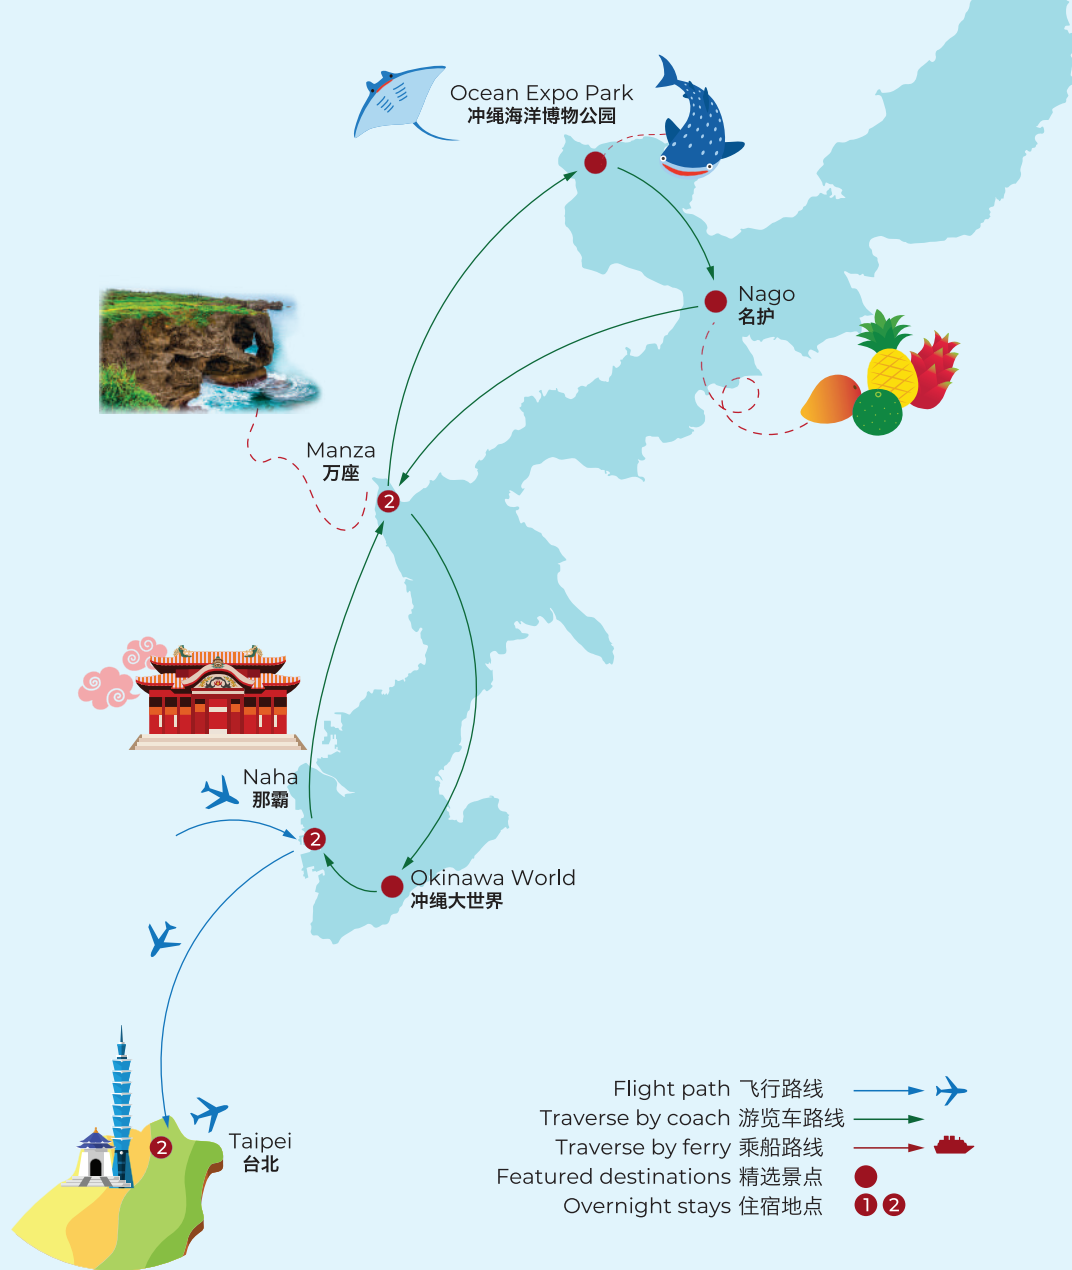 Ocean Expo Park
冲绳海洋博物公园
Nago
名护
Manza
万座
2
Naha
那霸
2
Okinawa World
冲绳大世界
2
Taipei
台北
Flight path 飞行路线
Traverse by coach 游览车路线
Traverse by ferry 乘船路线
Featured destinations 精选景点
Overnight stays 住宿地点 1 2